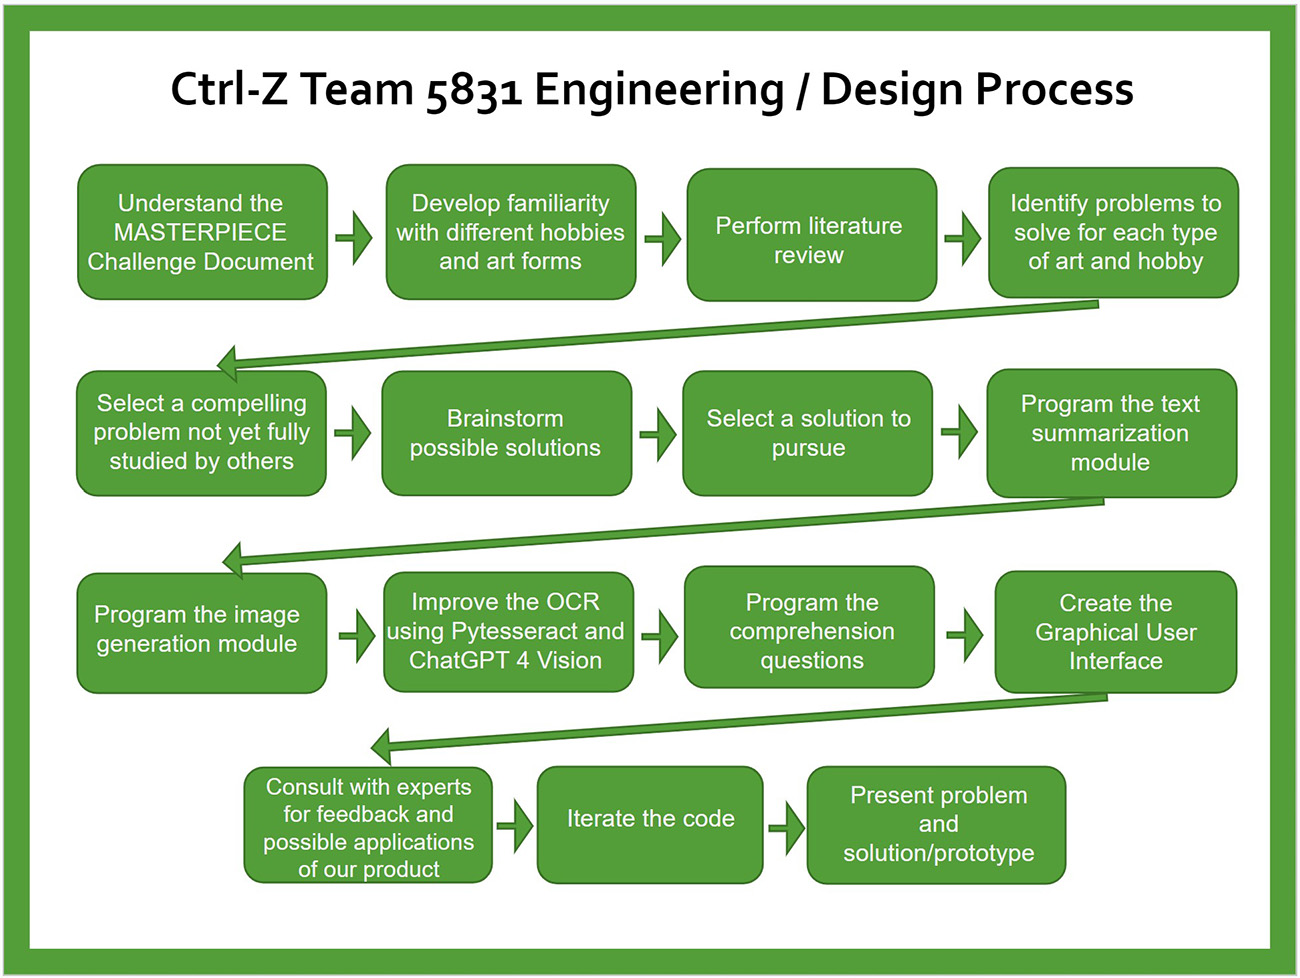 Ctrl-Z Team 5831 Engineering / Design Process
Understand the
MASTERPIECE
Challenge Document
Develop familiarity
with different hobbies
and art forms
Perform literature
review
Identify problems to
solve for each type
of art and hobby
Select a compelling
problem not yet fully
studied by others
Brainstorm
possible solutions
Select a solution to
pursue
Program the text
summarization
module
Program the image
generation module
Improve the OCR
using Pytesseract and
ChatGPT 4 Vision
Program the
comprehension
questions
Create the
Graphical User
Interface
Consult with experts
for feedback and
possible applications
of our product
Iterate the code
Present problem
and
solution/prototype